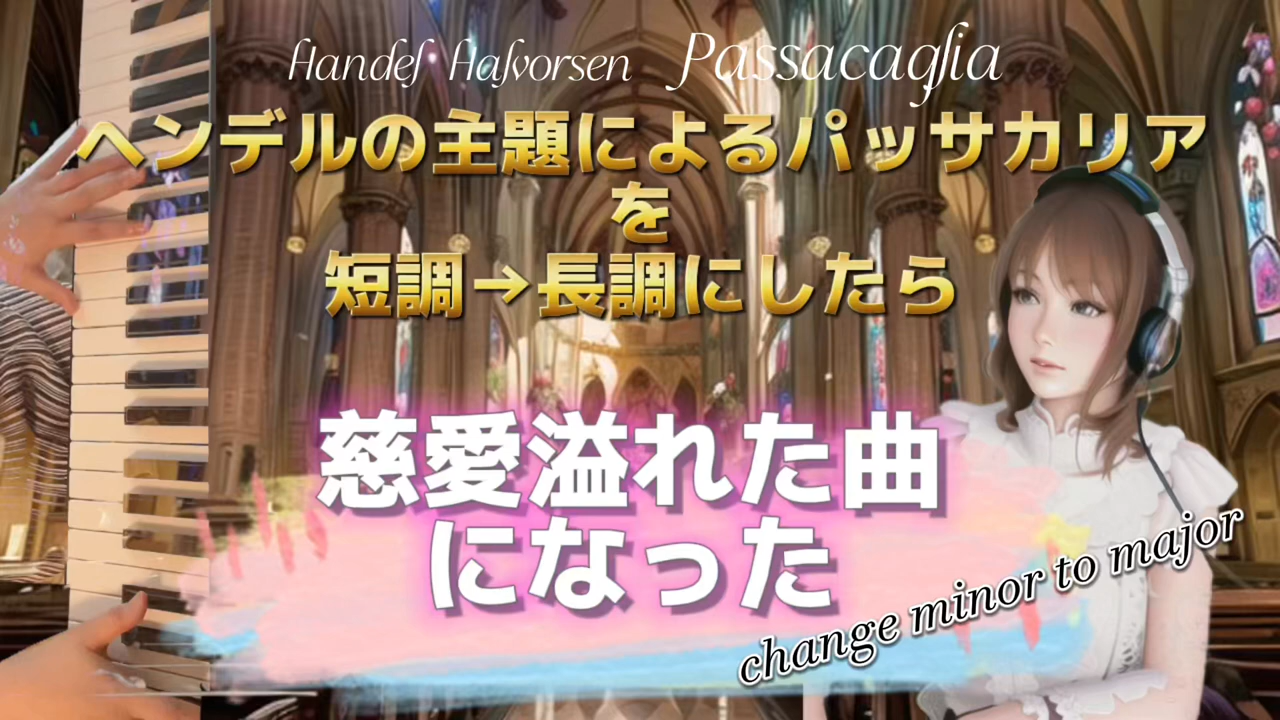 Handel Halvorsen Passacaglia
ヘンデルの主題によるパッサカリア
を
短調→長調にしたら
慈愛溢れた曲
になった
change minor to major